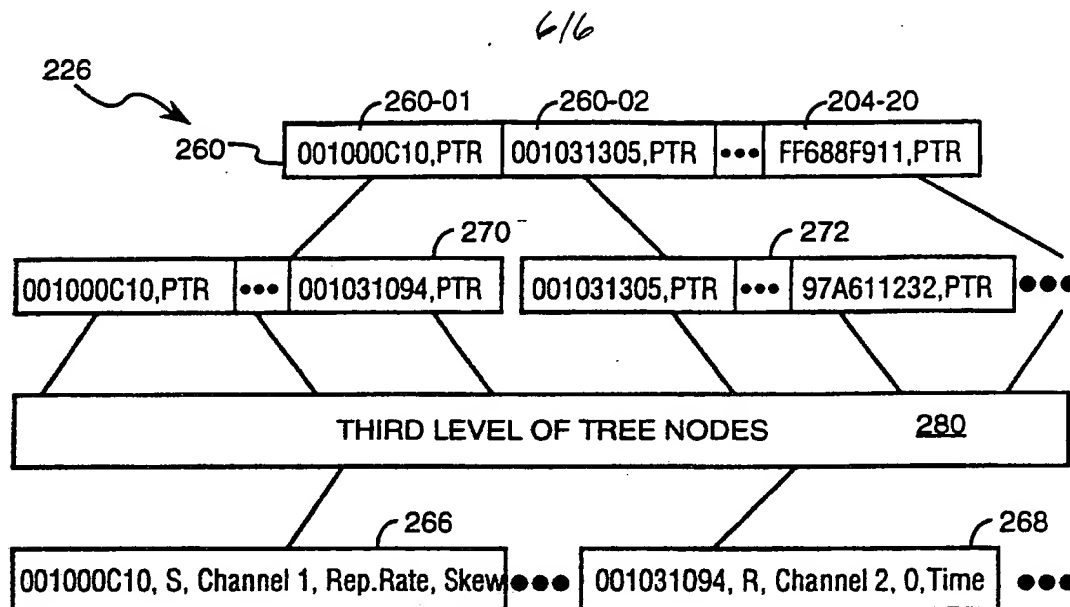 6/6
226
260-01 260-02 204-20
260
001000C10,PTR 001031305,PTR ●●● FF688F911,PTR
270 272
001000C10,PTR ●●● 001031094,PTR 001031305,PTR ●●● 97A611232,PTR ●●●
THIRD LEVEL OF TREE NODES 280
266 268
001000C10, S, Channel 1, Rep.Rate, Skew ●●● 001031094, R, Channel 2, 0,Time ●●●